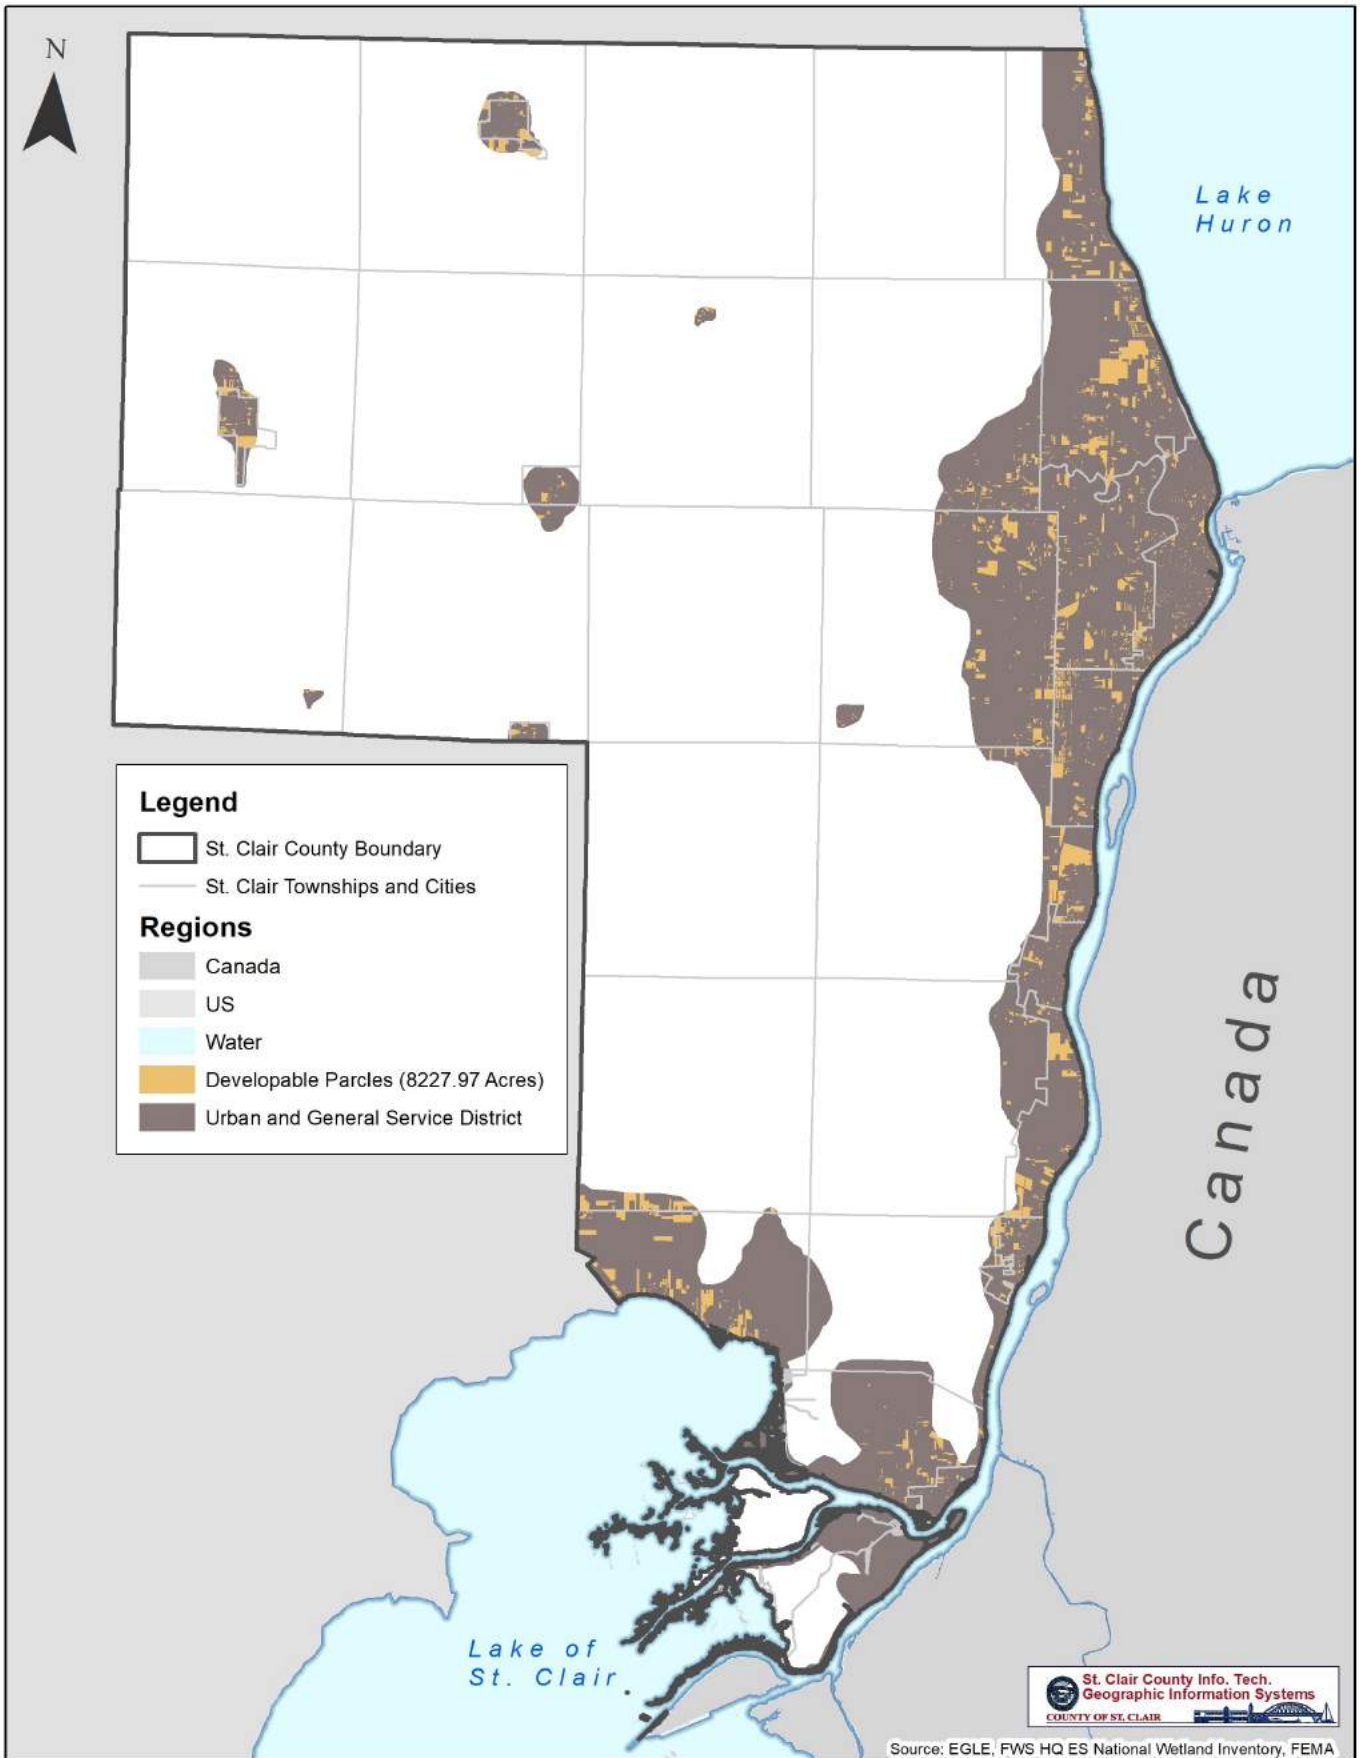 N
Lake
Huron
Legend
St. Clair County Boundary
St. Clair Townships and Cities
Regions
Canada
US
Water
Developable Parcles (8227.97 Acres)
Urban and General Service District
Canada
Lake of
St. Clair
St. Clair County Info. Tech.
Geographic Information Systems
COUNTY OF ST. CLAIR
Source: EGLE, FWS HQ ES National Wetland Inventory, FEMA